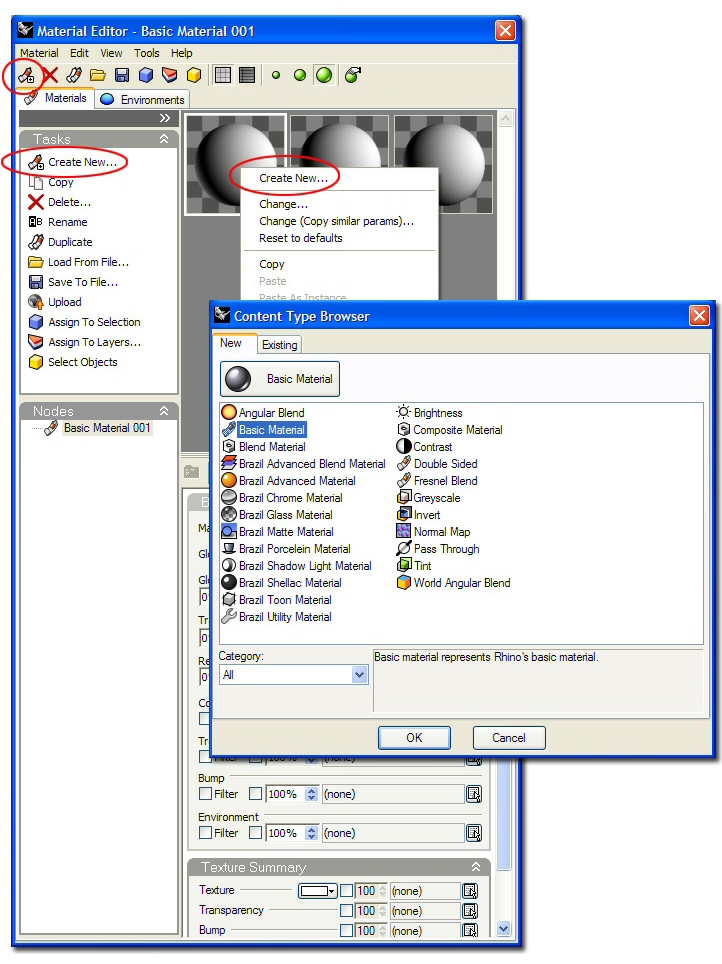 Material Editor - Basic Material 001
Material Edit View Tools Help
Materials Environments
Tasks
Create New...
Copy
Delete...
Rename
Duplicate
Load From File...
Save To File...
Upload
Assign To Selection
Assign To Layers...
Select Objects
Nodes
Basic Material 001
Create New...
Change...
Change (Copy similar params)...
Reset to defaults
Copy
Paste
Paste As Instance
Content Type Browser
New Existing
Basic Material
Angular Blend
Basic Material
Blend Material
Brazil Advanced Blend Material
Brazil Advanced Material
Brazil Chrome Material
Brazil Glass Material
Brazil Matte Material
Brazil Porcelein Material
Brazil Shadow Light Material
Brazil Shellac Material
Brazil Toon Material
Brazil Utility Material
Brightness
Composite Material
Contrast
Double Sided
Fresnel Blend
Greyscale
Invert
Normal Map
Pass Through
Tint
World Angular Blend
Category:
All
Basic material represents Rhino's basic material.
OK Cancel
Filter 100% (none)
Bump
Filter 100% (none)
Environment
Filter 100% (none)
Texture Summary
Texture 100 (none)
Transparency 100 (none)
Bump 100 (none)